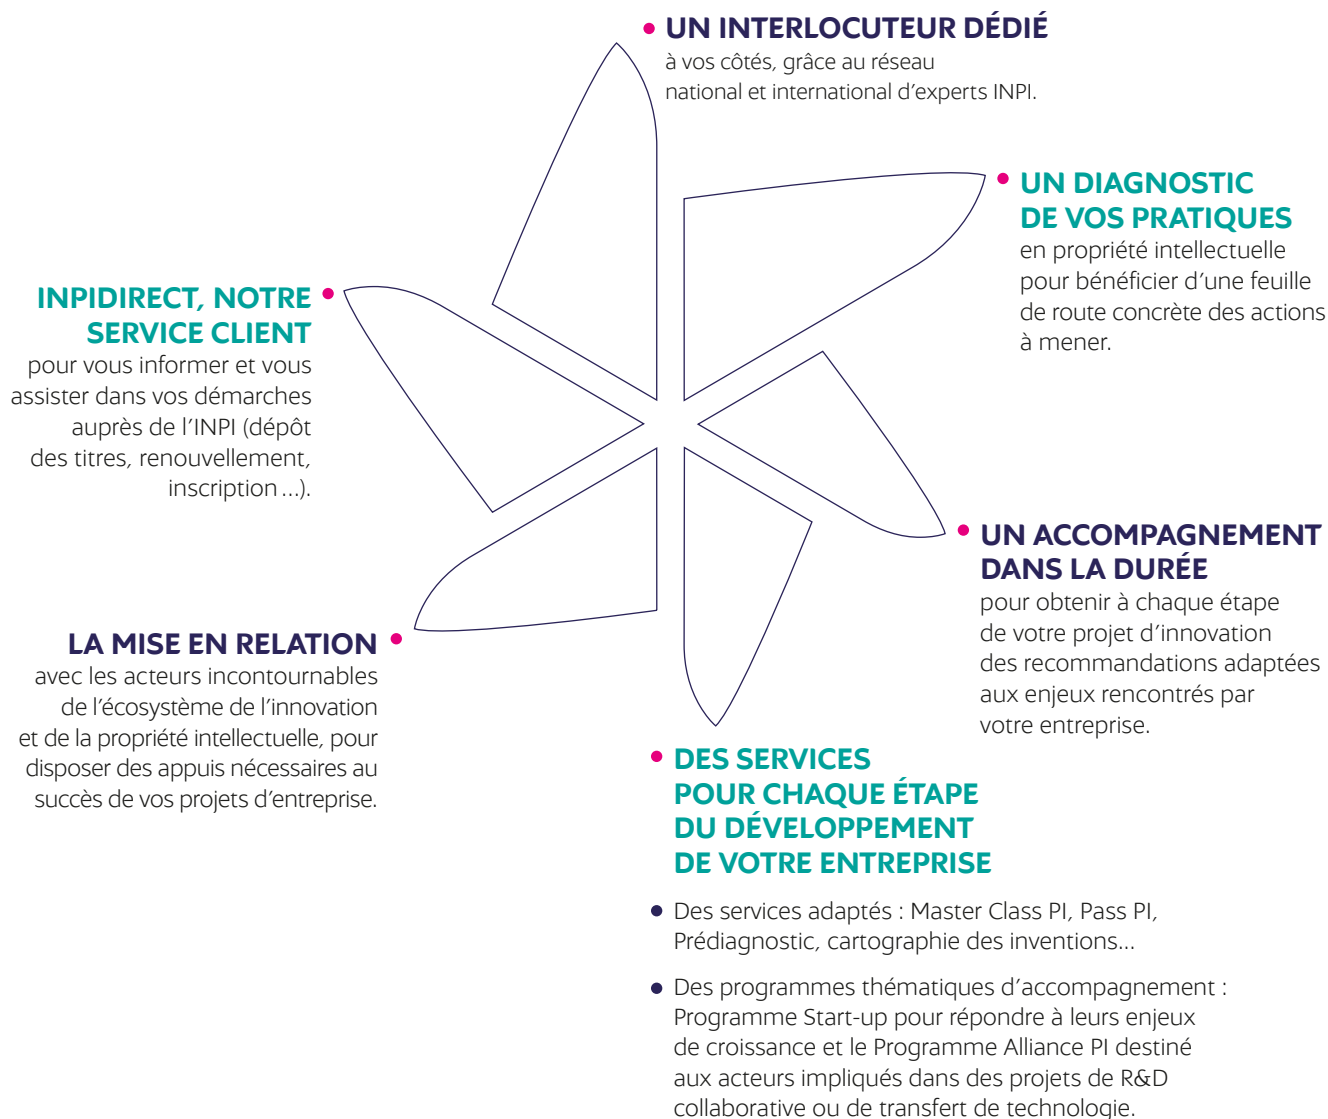 UN INTERLOCUTEUR DÉDIÉ
à vos côtés, grâce au réseau
national et international d’experts INPI.
UN DIAGNOSTIC
DE VOS PRATIQUES
en propriété intellectuelle
pour bénéficier d’une feuille
de route concrète des actions
à mener.
UN ACCOMPAGNEMENT
DANS LA DURÉE
pour obtenir à chaque étape
de votre projet d’innovation
des recommandations adaptées
aux enjeux rencontrés par
votre entreprise.
DES SERVICES
POUR CHAQUE ÉTAPE
DU DÉVELOPPEMENT
DE VOTRE ENTREPRISE
Des services adaptés : Master Class PI, Pass PI,
Prédiagnostic, cartographie des inventions...
Des programmes thématiques d’accompagnement :
Programme Start-up pour répondre à leurs enjeux
de croissance et le Programme Alliance PI destiné
aux acteurs impliqués dans des projets de R&D
collaborative ou de transfert de technologie.
LA MISE EN RELATION
avec les acteurs incontournables
de l’écosystème de l’innovation
et de la propriété intellectuelle, pour
disposer des appuis nécessaires au
succès de vos projets d’entreprise.
INPIDIRECT, NOTRE
SERVICE CLIENT
pour vous informer et vous
assister dans vos démarches
auprès de l’INPI (dépôt
des titres, renouvellement,
inscription ...).